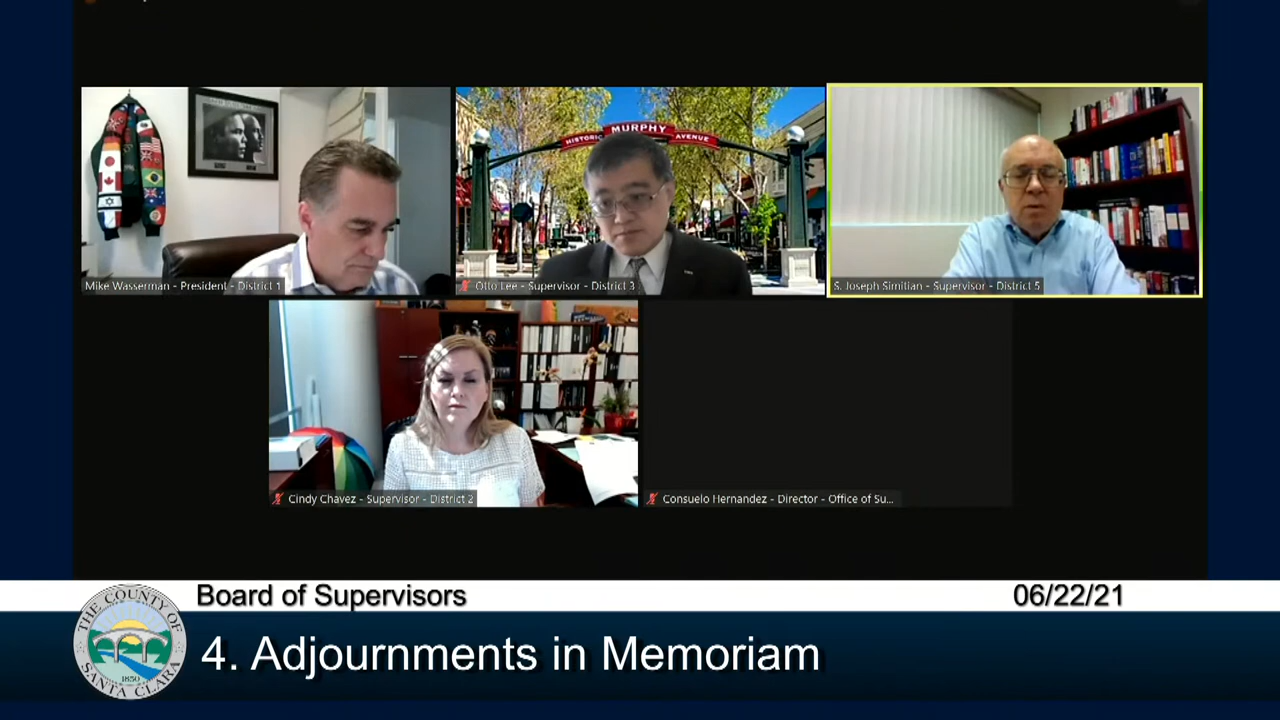 HISTORIC MURPHY AVENUE
Mike Wasserman - President - District 1
Otto Lee - Supervisor - District 3
S. Joseph Simitian - Supervisor - District 5
Cindy Chavez - Supervisor - District 2
Consuelo Hernandez - Director - Office of Su...
Board of Supervisors
06/22/21
THE COUNTY OF
SANTA CLARA
1850
4. Adjournments in Memoriam